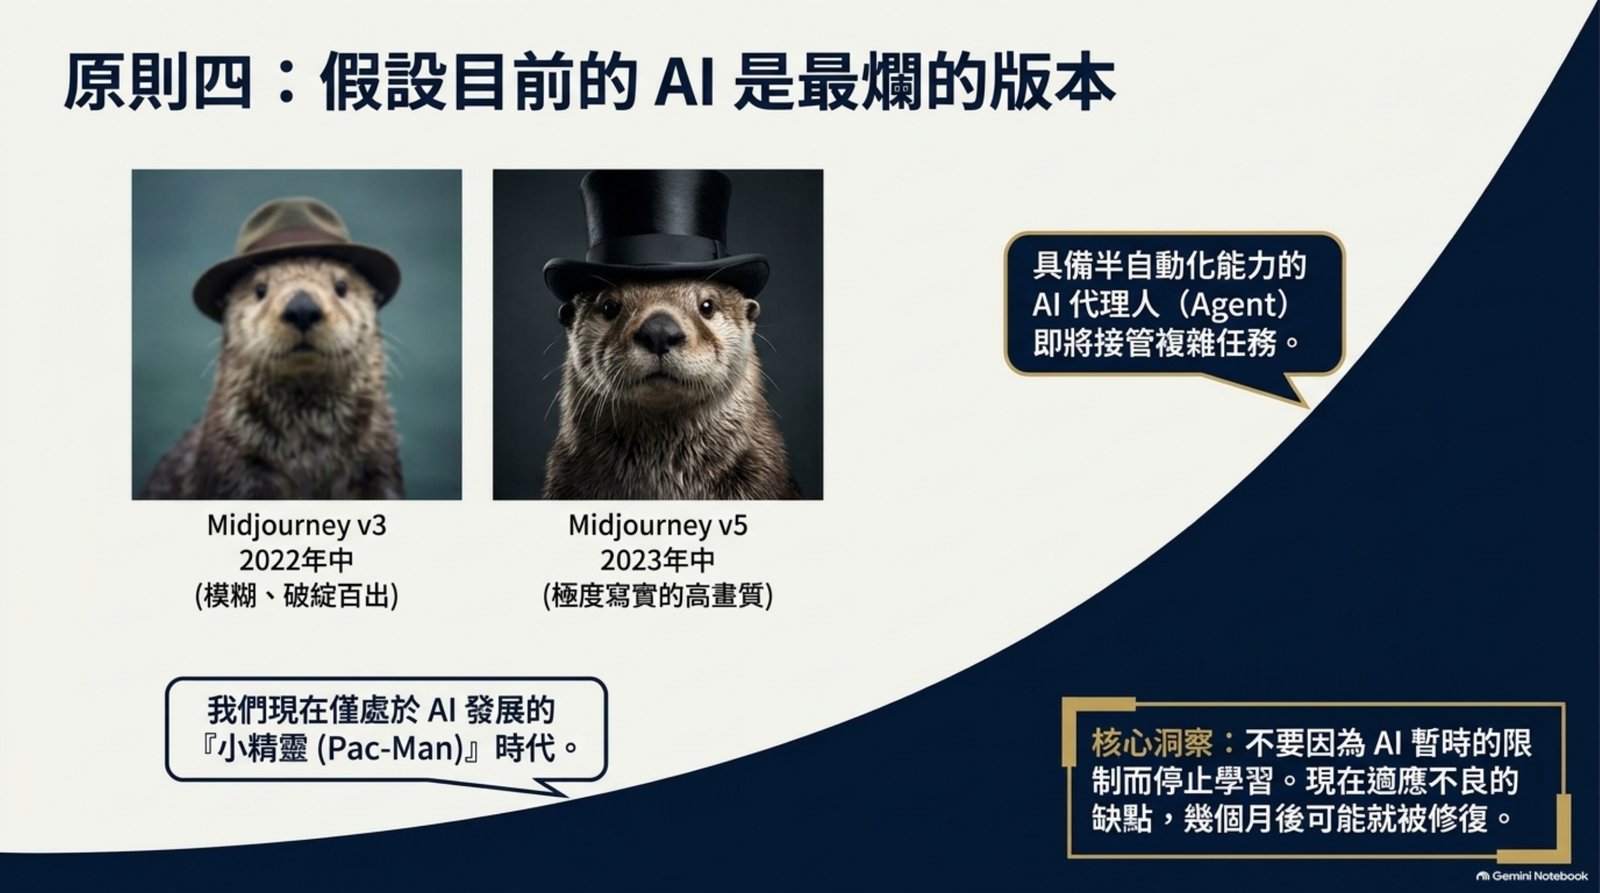 原則四：假設目前的 AI 是最爛的版本
Midjourney v3
2022年中
(模糊、破綻百出)
Midjourney v5
2023年中
(極度寫實的高畫質)
具備半自動化能力的
AI 代理人（Agent）
即將接管複雜任務。
我們現在僅處於 AI 發展的
『小精靈 (Pac-Man)』時代。
核心洞察：不要因為 AI 暫時的限
制而停止學習。現在適應不良的
缺點，幾個月後可能就被修復。
Gemini Notebook